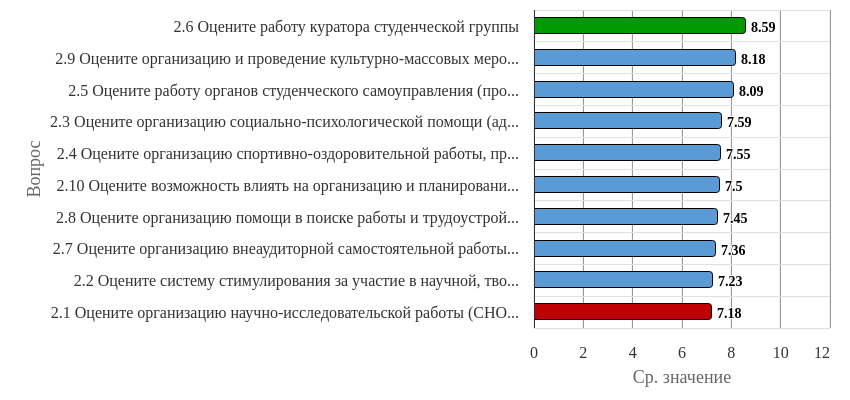 2.6 Оцените работу куратора студенческой группы 8.59
2.9 Оцените организацию и проведение культурно-массовых меро... 8.18
2.5 Оцените работу органов студенческого самоуправления (про... 8.09
2.3 Оцените организацию социально-психологической помощи (ад... 7.59
2.4 Оцените организацию спортивно-оздоровительной работы, пр... 7.55
2.10 Оцените возможность влиять на организацию и планировани... 7.5
2.8 Оцените организацию помощи в поиске работы и трудоустрой... 7.45
2.7 Оцените организацию внеаудиторной самостоятельной работы... 7.36
2.2 Оцените систему стимулирования за участие в научной, тво... 7.23
2.1 Оцените организацию научно-исследовательской работы (СНО... 7.18
Вопрос
0 2 4 6 8 10 12
Ср. значение